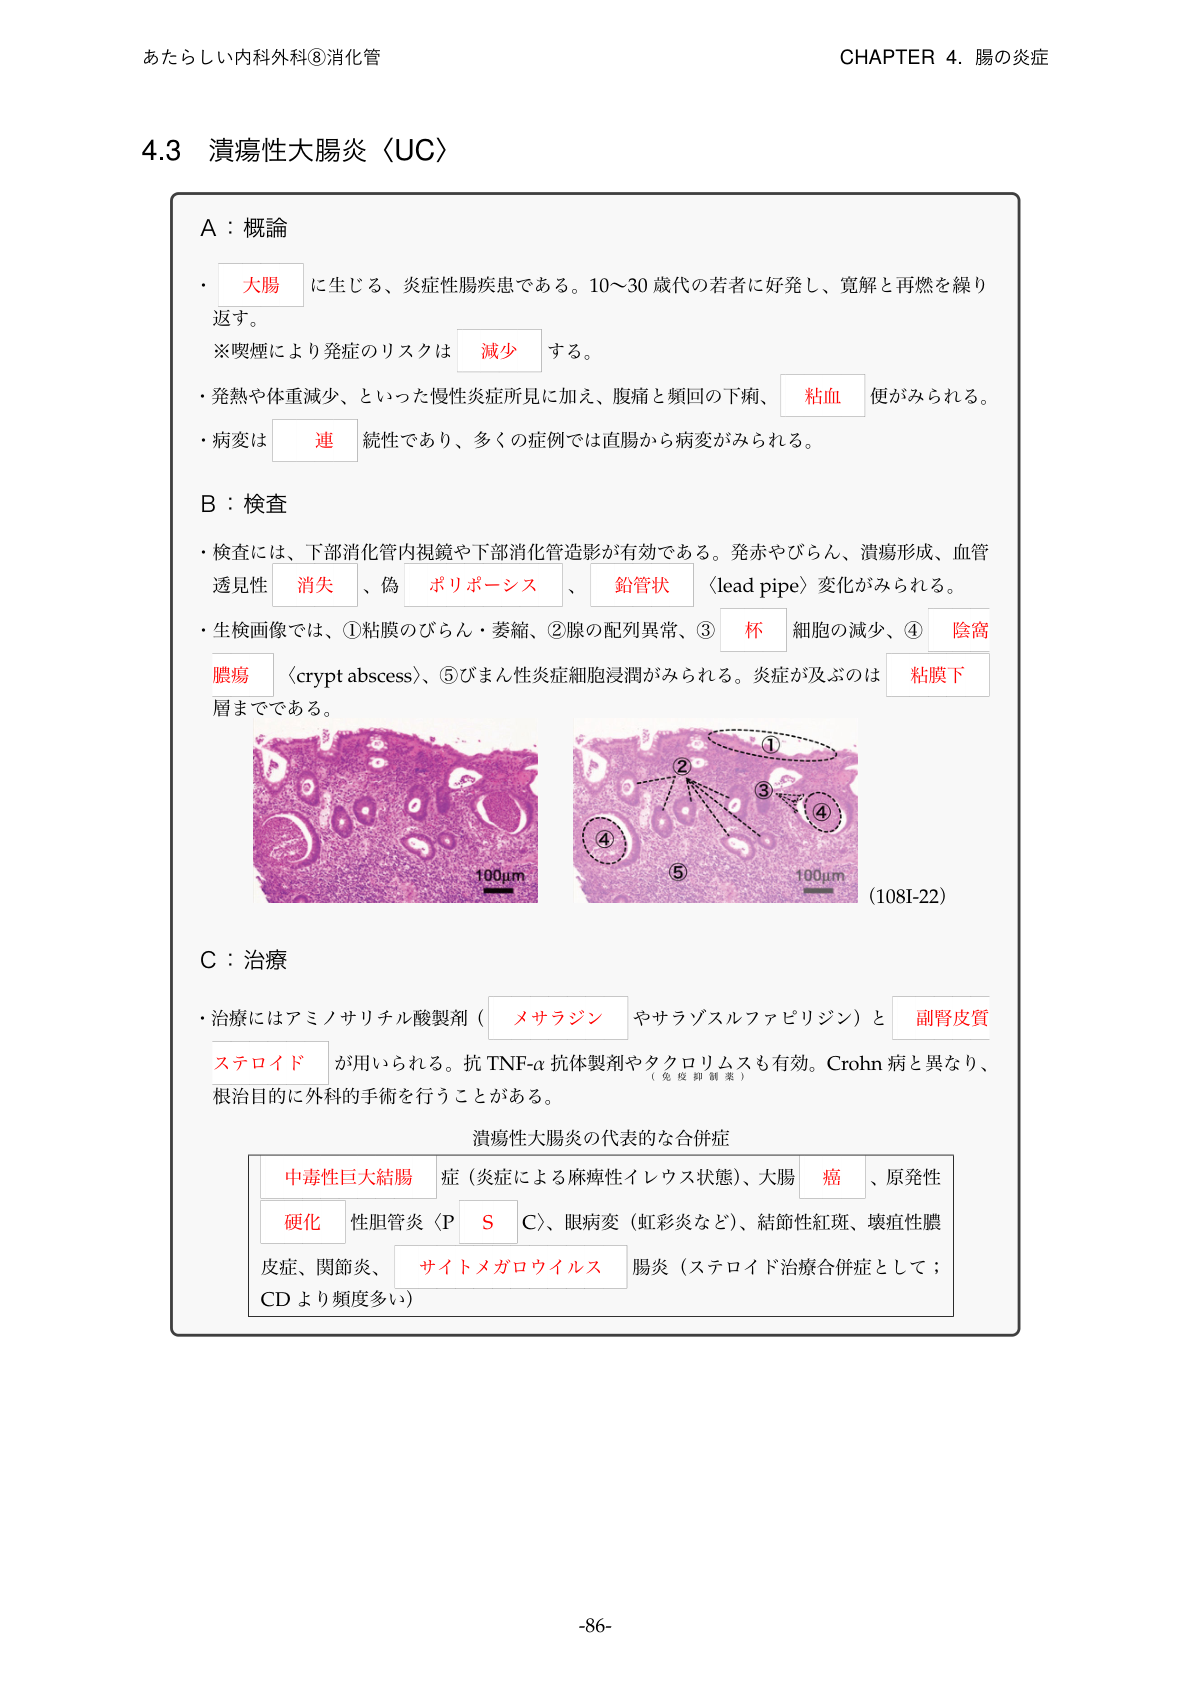 あたらしい内科外科⑧消化管
CHAPTER 4. 腸の炎症
4.3 潰瘍性大腸炎〈UC〉
A：概論
・ 大腸 に生じる、炎症性腸疾患である。10〜30 歳代の若者に好発し、寛解と再燃を繰り
返す。
※喫煙により発症のリスクは 減少 する。
・発熱や体重減少、といった慢性炎症所見に加え、腹痛と頻回の下痢、 粘血 便がみられる。
・病変は 連 続性であり、多くの症例では直腸から病変がみられる。
B：検査
・検査には、下部消化管内視鏡や下部消化管造影が有効である。発赤やびらん、潰瘍形成、血管
透見性 消失 、偽 ポリポーシス 、 鉛管状 〈lead pipe〉変化がみられる。
・生検画像では、①粘膜のびらん・萎縮、②腺の配列異常、③ 杯 細胞の減少、④ 陰窩
膿瘍 〈crypt abscess〉、⑤びまん性炎症細胞浸潤がみられる。炎症が及ぶのは 粘膜下
層までである。
100μm
① ② ③ ④ ④ ⑤ 100μm
（108I-22）
C：治療
・治療にはアミノサリチル酸製剤（ メサラジン やサラゾスルファピリジン）と 副腎皮質
ステロイド が用いられる。抗 TNF-α 抗体製剤やタクロリムスも有効。Crohn 病と異なり、
（免疫抑制薬）
根治目的に外科的手術を行うことがある。
潰瘍性大腸炎の代表的な合併症
中毒性巨大結腸 症（炎症による麻痺性イレウス状態）、大腸 癌 、原発性
硬化 性胆管炎〈P S C〉、眼病変（虹彩炎など）、結節性紅斑、壊疽性膿
皮症、関節炎、 サイトメガロウイルス 腸炎（ステロイド治療合併症として；
CD より頻度多い）
-86-